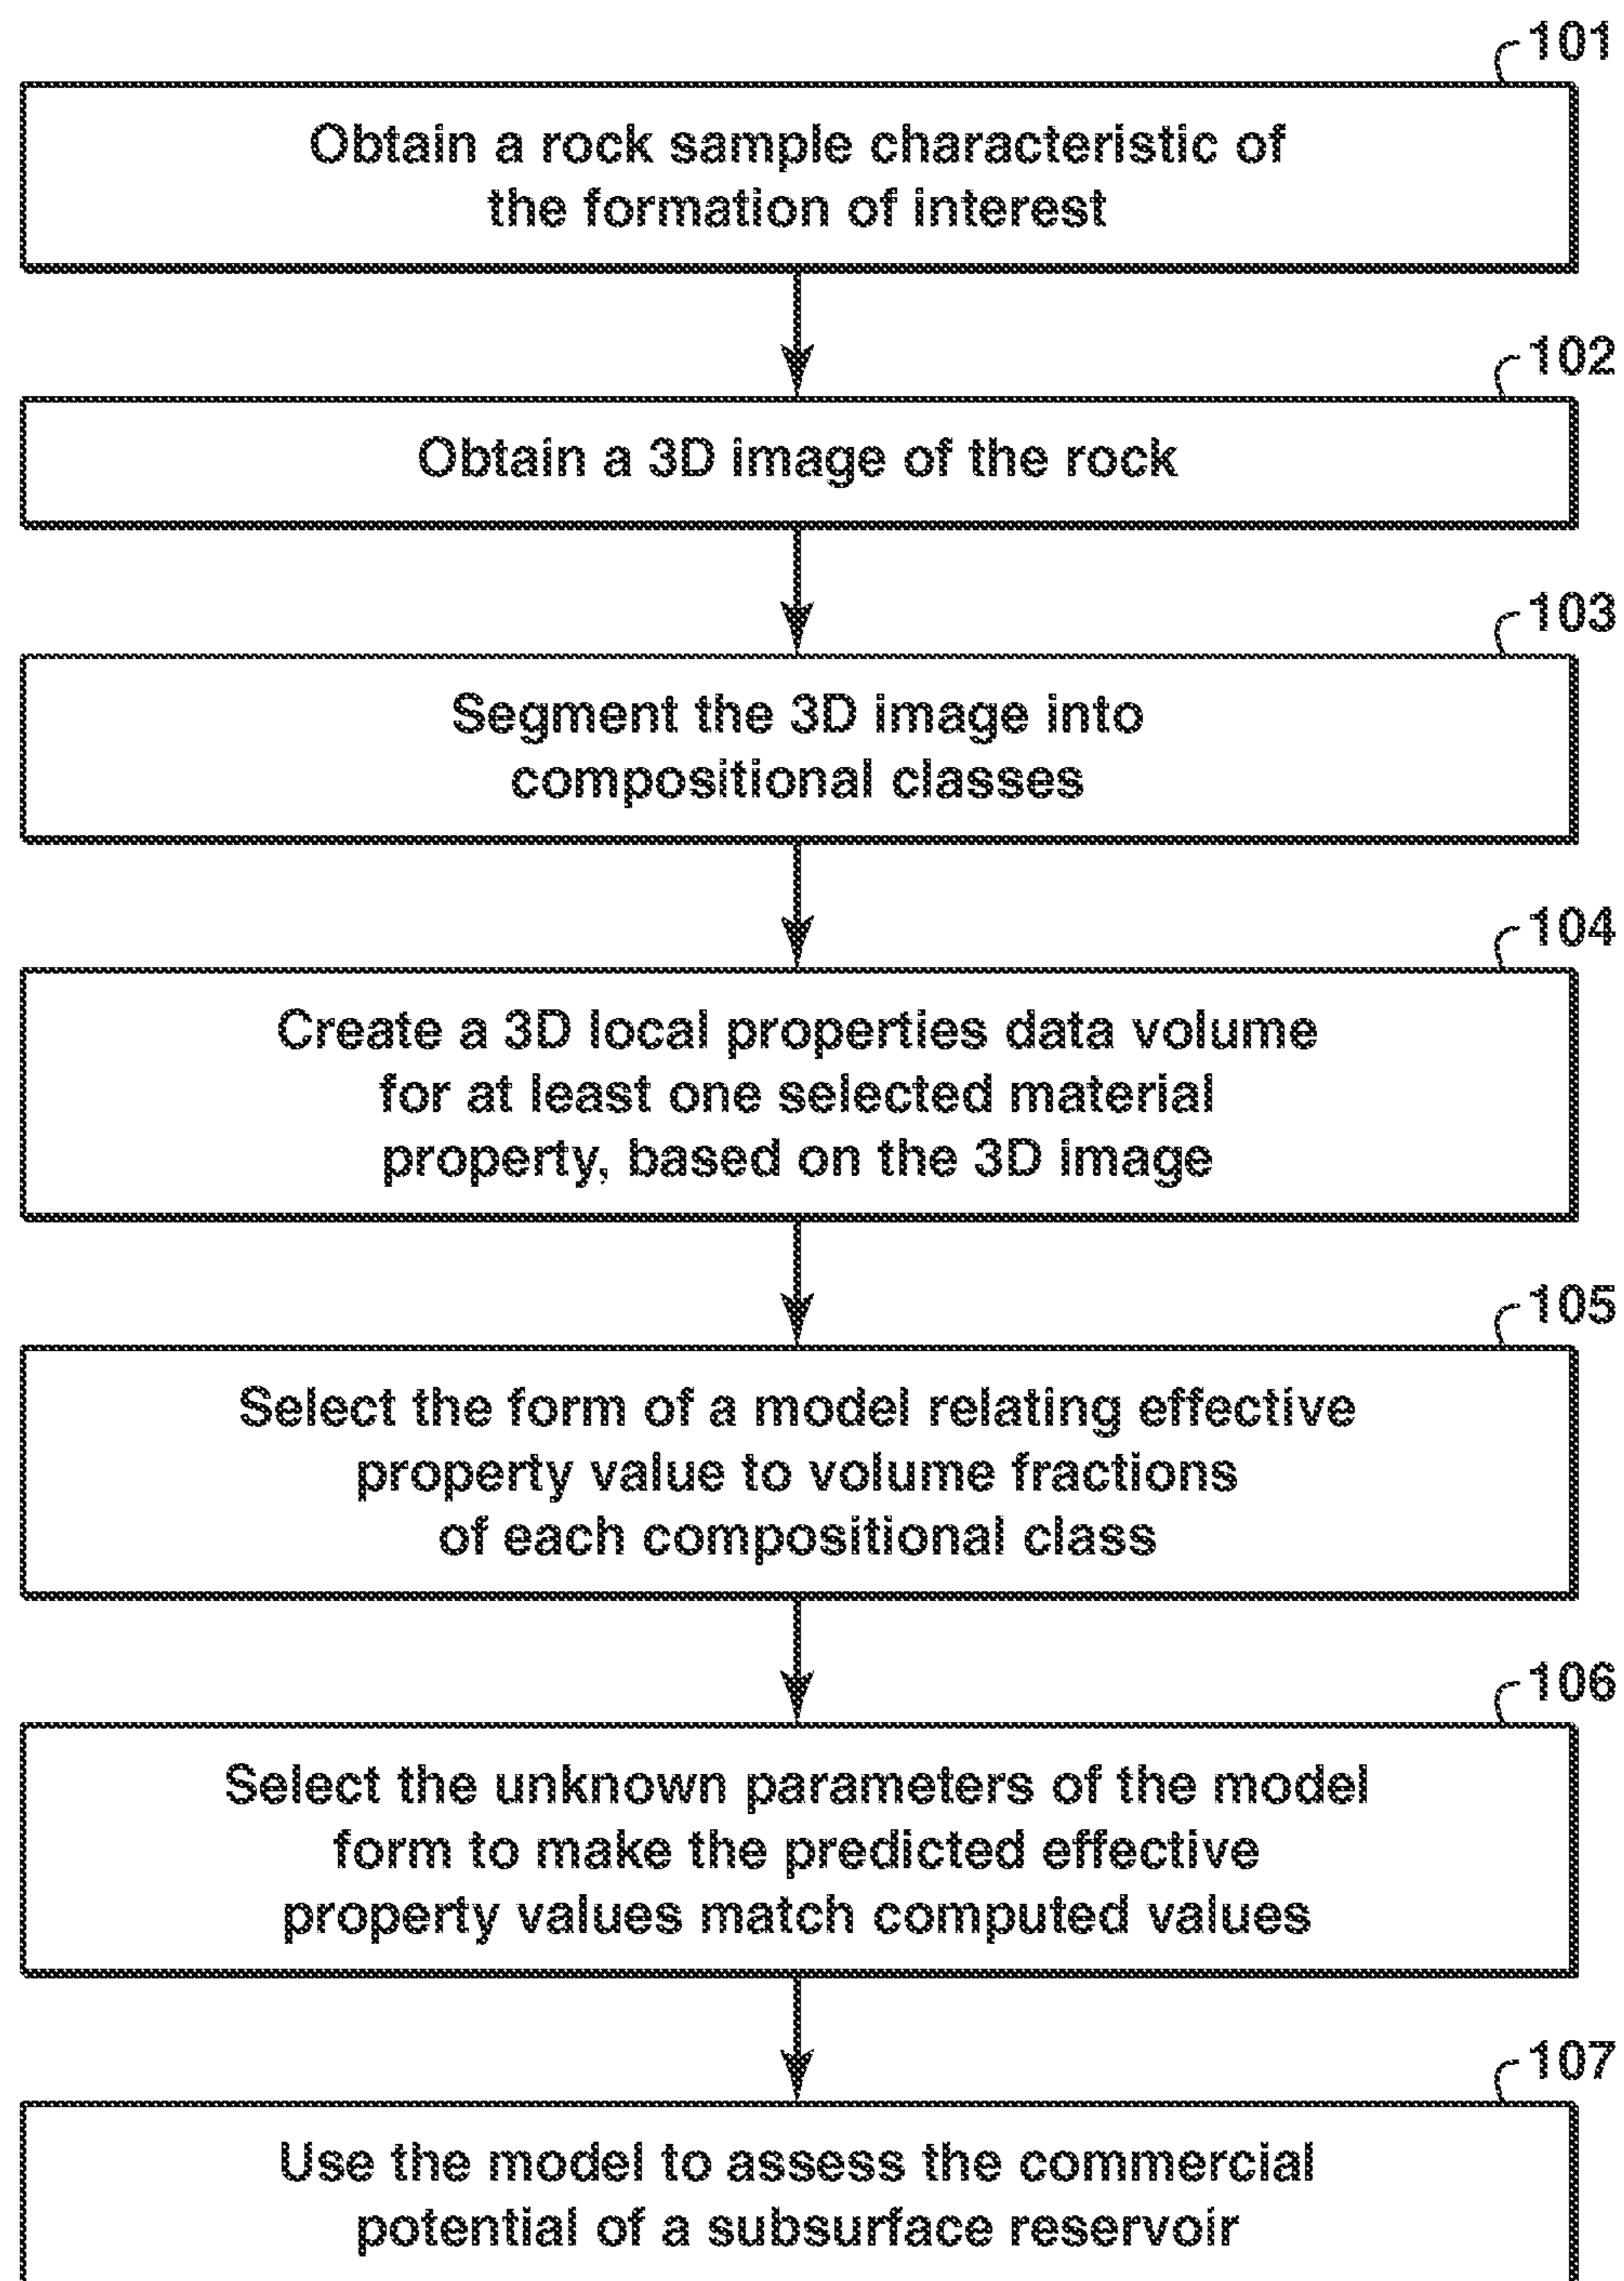 101
Obtain a rock sample characteristic of
the formation of interest
102
Obtain a 3D image of the rock
103
Segment the 3D image into
compositional classes
104
Create a 3D local properties data volume
for at least one selected material
property, based on the 3D image
105
Select the form of a model relating effective
property value to volume fractions
of each compositional class
106
Select the unknown parameters of the model
form to make the predicted effective
property values match computed values
107
Use the model to assess the commercial
potential of a subsurface reservoir